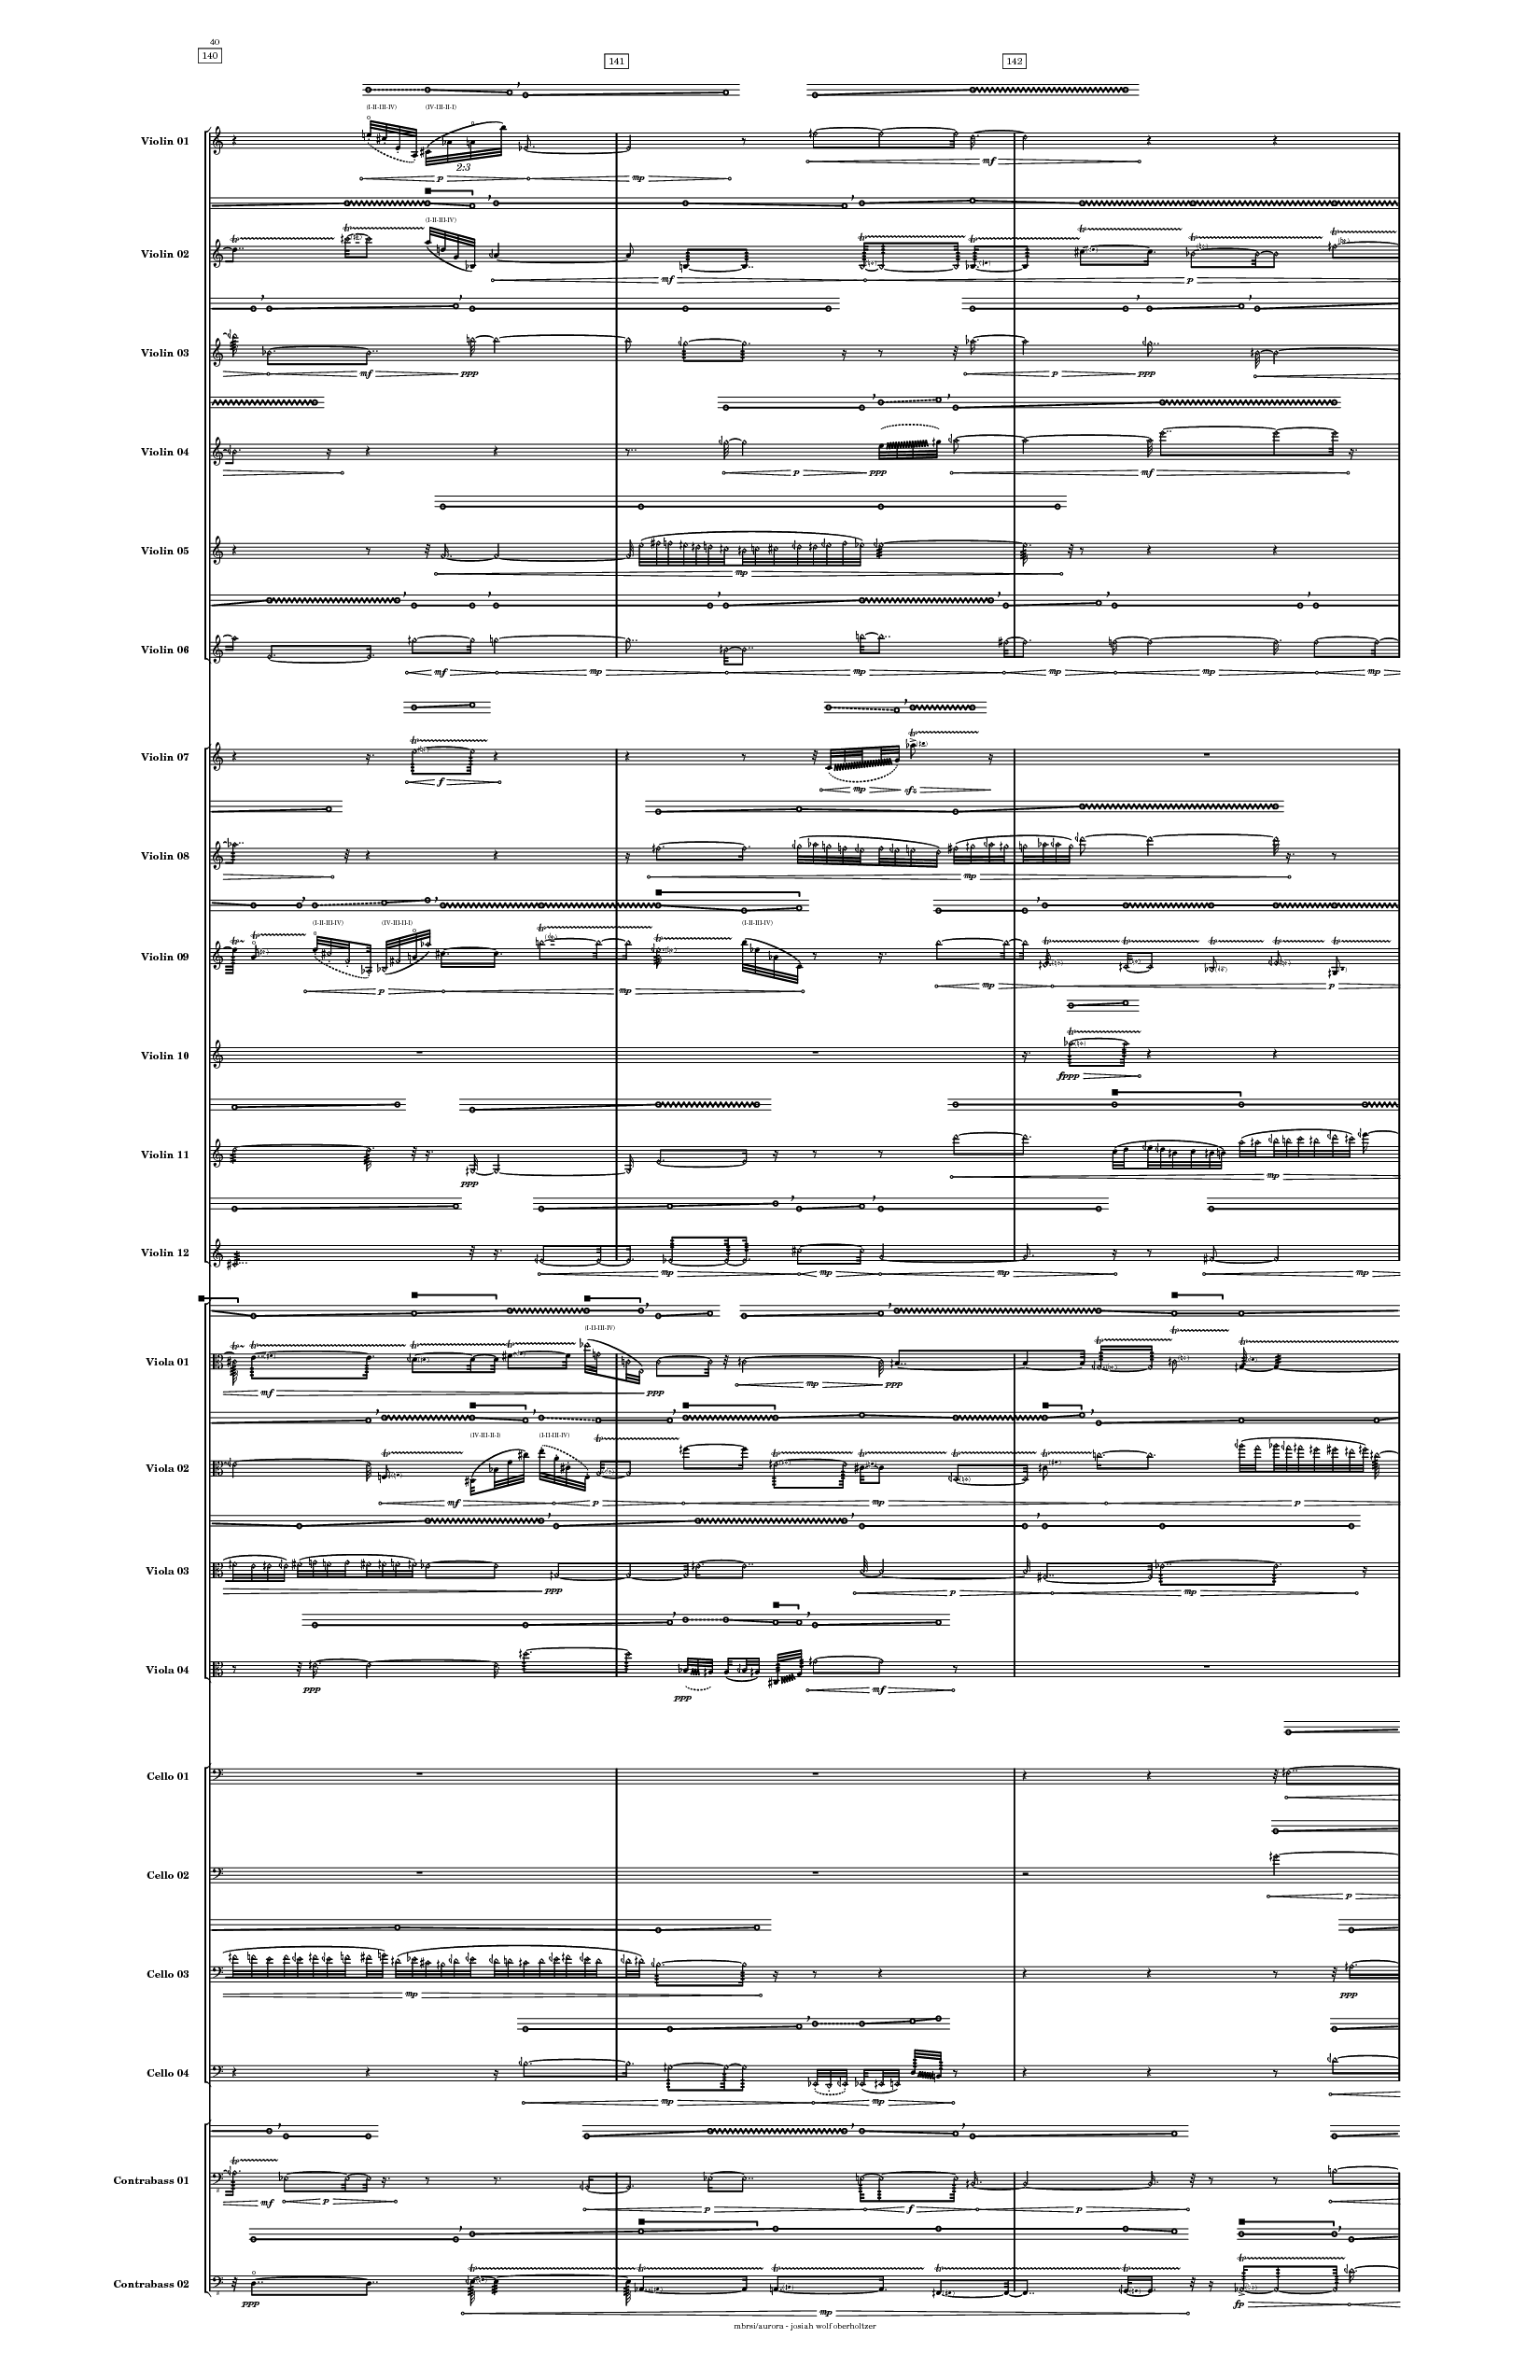 40
140 141 142
(I-II-III-IV) (IV-III-II-I)
Violin 01
2:3
mf
p mp
(I-II-III-IV)
Violin 02
mf p
Violin 03
mf ppp p ppp
Violin 04
p ppp mf
Violin 05
mp
Violin 06
mf mp mp mp mp mp
Violin 07
f mp sfz
Violin 08
mp
(I-II-III-IV) (IV-III-II-I) (I-II-III-IV)
Violin 09
p mp mp p
Violin 10
fppp
Violin 11
ppp mp
Violin 12
mp mp mp mp
(I-II-III-IV)
Viola 01
mf ppp mp ppp
(IV-III-II-I) (I-II-III-IV)
Viola 02
mf p mp p
Viola 03
ppp p mp
Viola 04
ppp ppp mf
Cello 01
Cello 02
p
Cello 03
mp ppp
Cello 04
mp mp
Contrabass 01
mf p p f p
Contrabass 02
ppp mp fp
mbrsi/aurora - josiah wolf oberholtzer